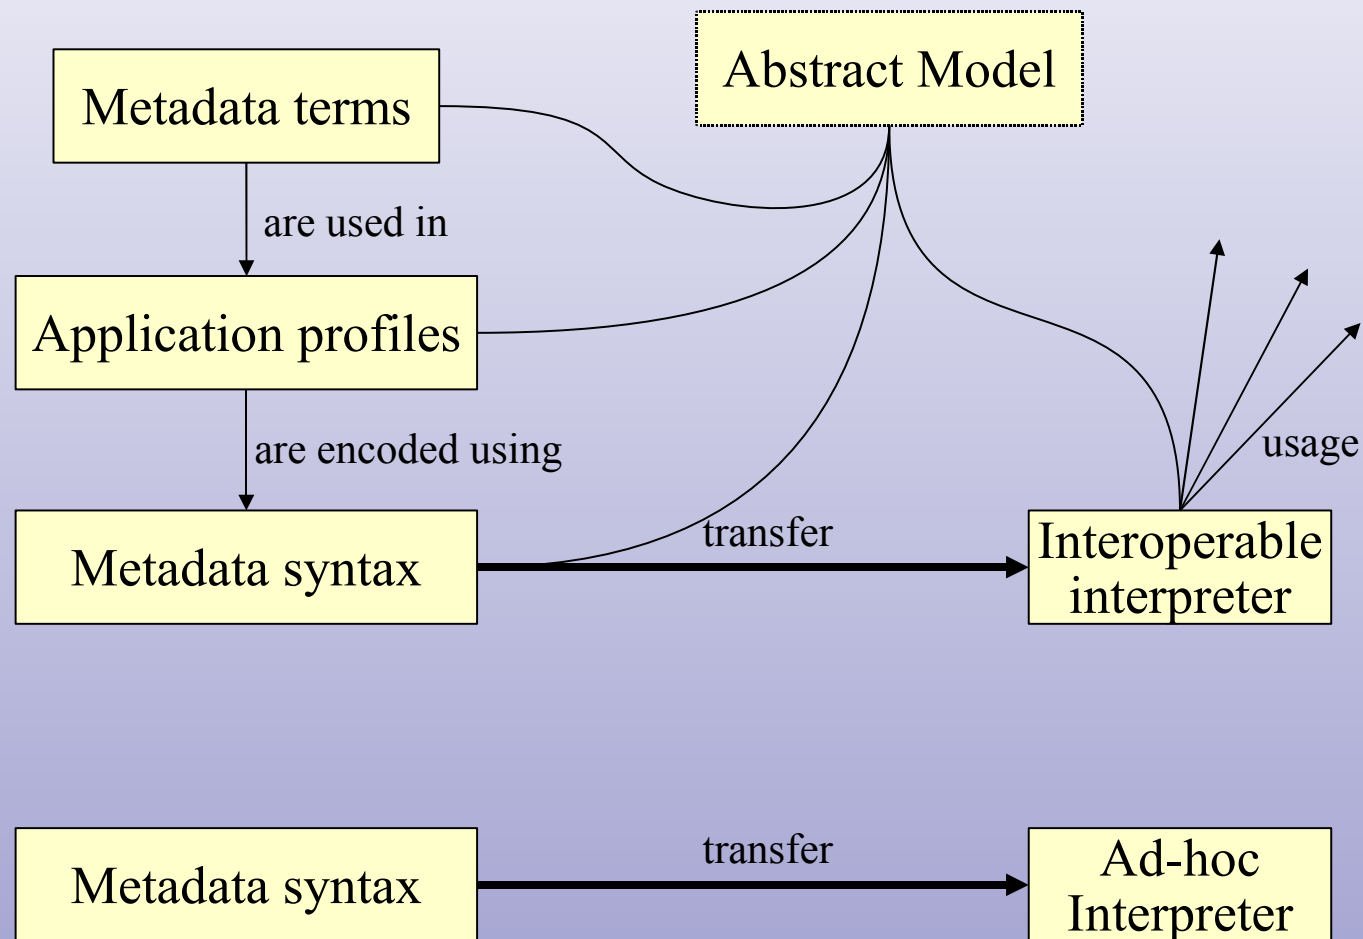 Abstract Model
Metadata terms
are used in
Application profiles
are encoded using
usage
Metadata syntax
transfer
Interoperable
interpreter
Metadata syntax
transfer
Ad-hoc
Interpreter